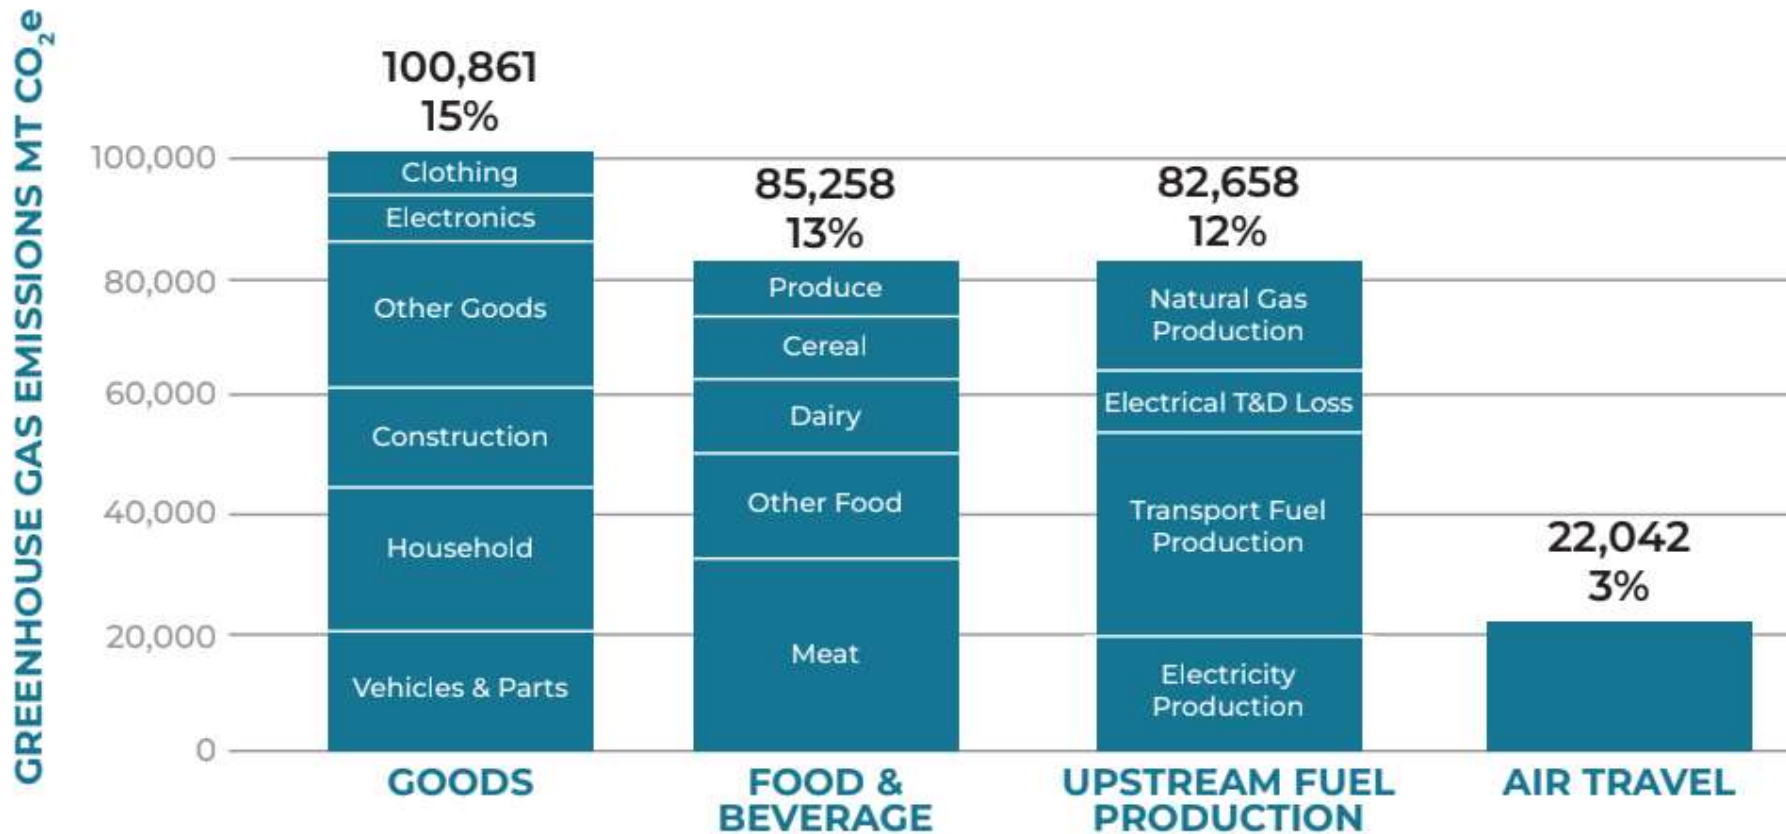 GREENHOUSE GAS EMISSIONS MT CO₂e
100,000
80,000
60,000
40,000
20,000
0
100,861
15%
Clothing
Electronics
Other Goods
Construction
Household
Vehicles & Parts
GOODS
85,258
13%
Produce
Cereal
Dairy
Other Food
Meat
FOOD &
BEVERAGE
82,658
12%
Natural Gas
Production
Electrical T&D Loss
Transport Fuel
Production
Electricity
Production
UPSTREAM FUEL
PRODUCTION
22,042
3%
AIR TRAVEL